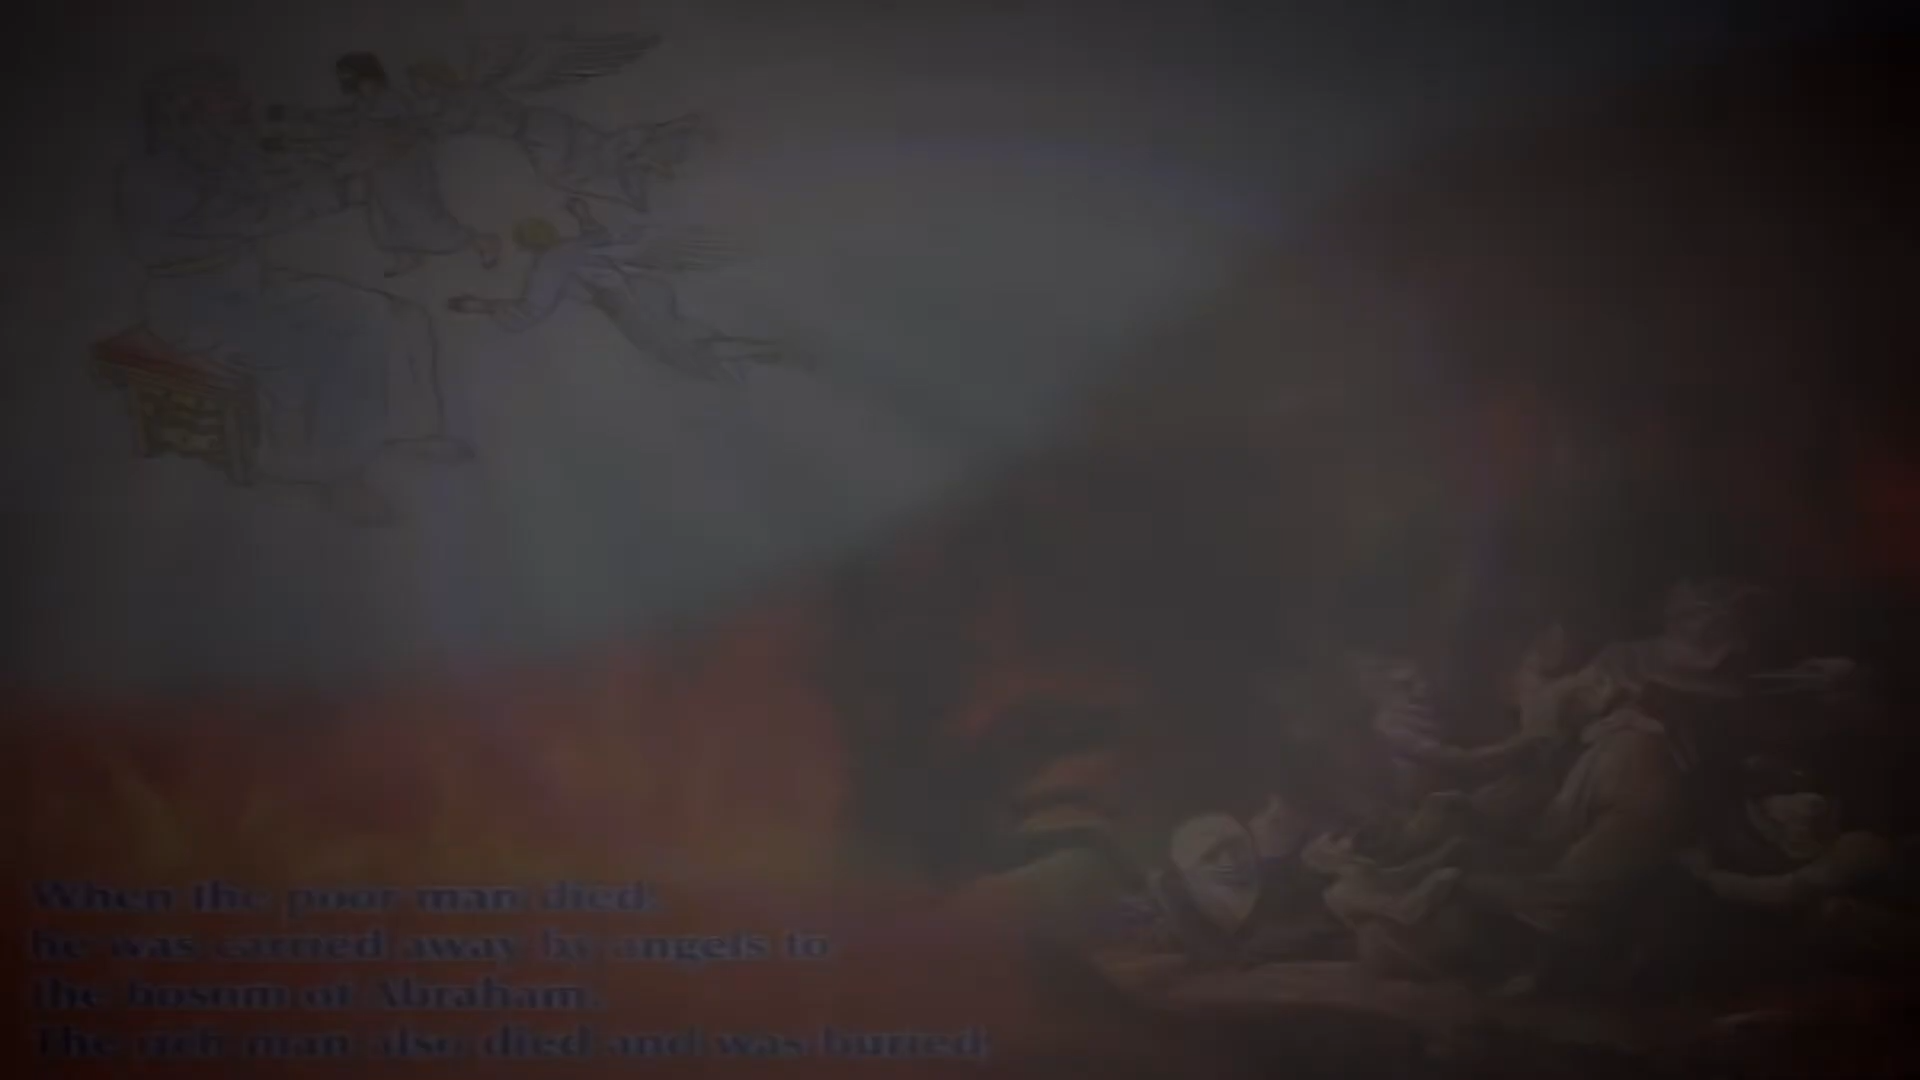 When the poor man died,
he was carried away by angels to
the bosom of Abraham.
The rich man also died and was buried